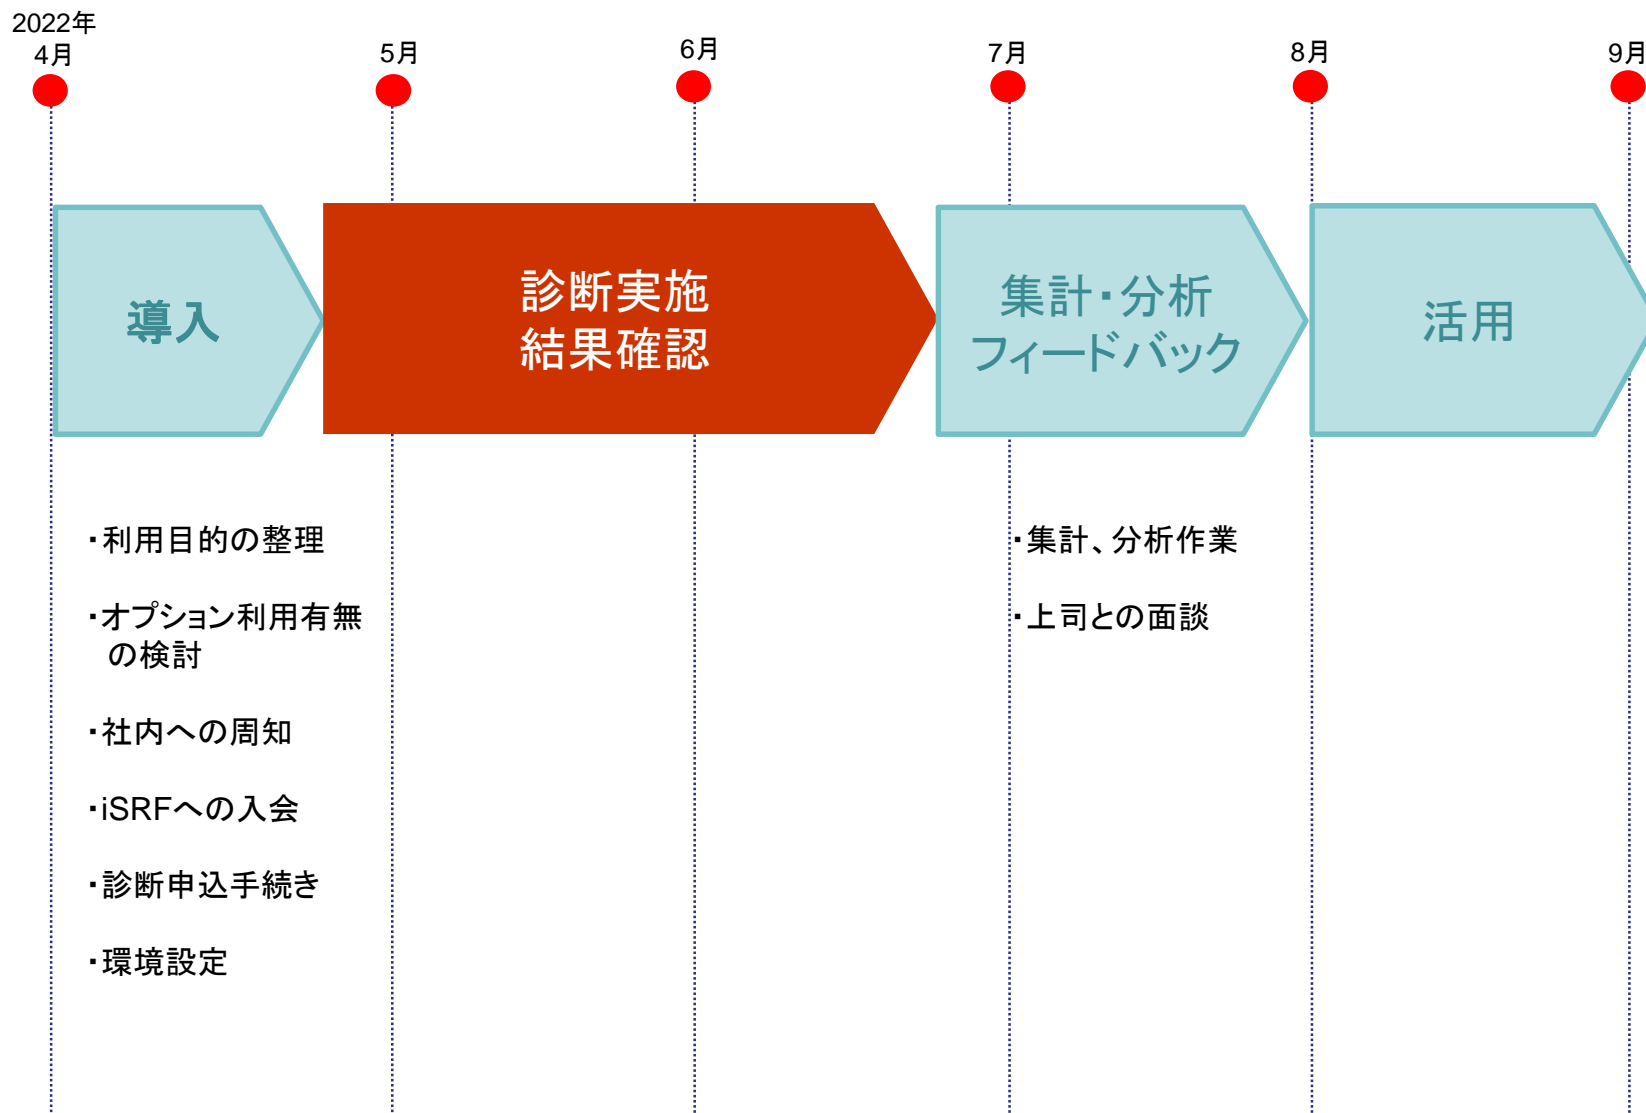 2022年
4月
5月
6月
7月
8月
9月
導入
診断実施
結果確認
集計・分析
フィードバック
活用
・利用目的の整理
・オプション利用有無
の検討
・社内への周知
・iSRFへの入会
・診断申込手続き
・環境設定
・集計、分析作業
・上司との面談